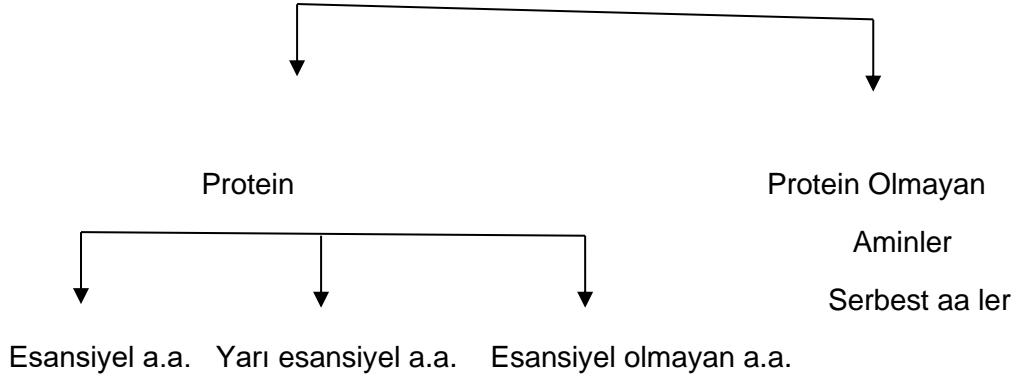 Protein Protein Olmayan
Aminler
Serbest aa ler
Esansiyel a.a. Yarı esansiyel a.a. Esansiyel olmayan a.a.